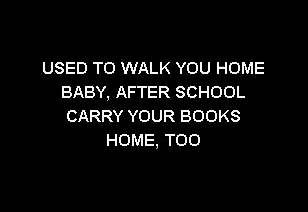 USED TO WALK YOU HOME
BABY, AFTER SCHOOL
CARRY YOUR BOOKS
HOME, TOO